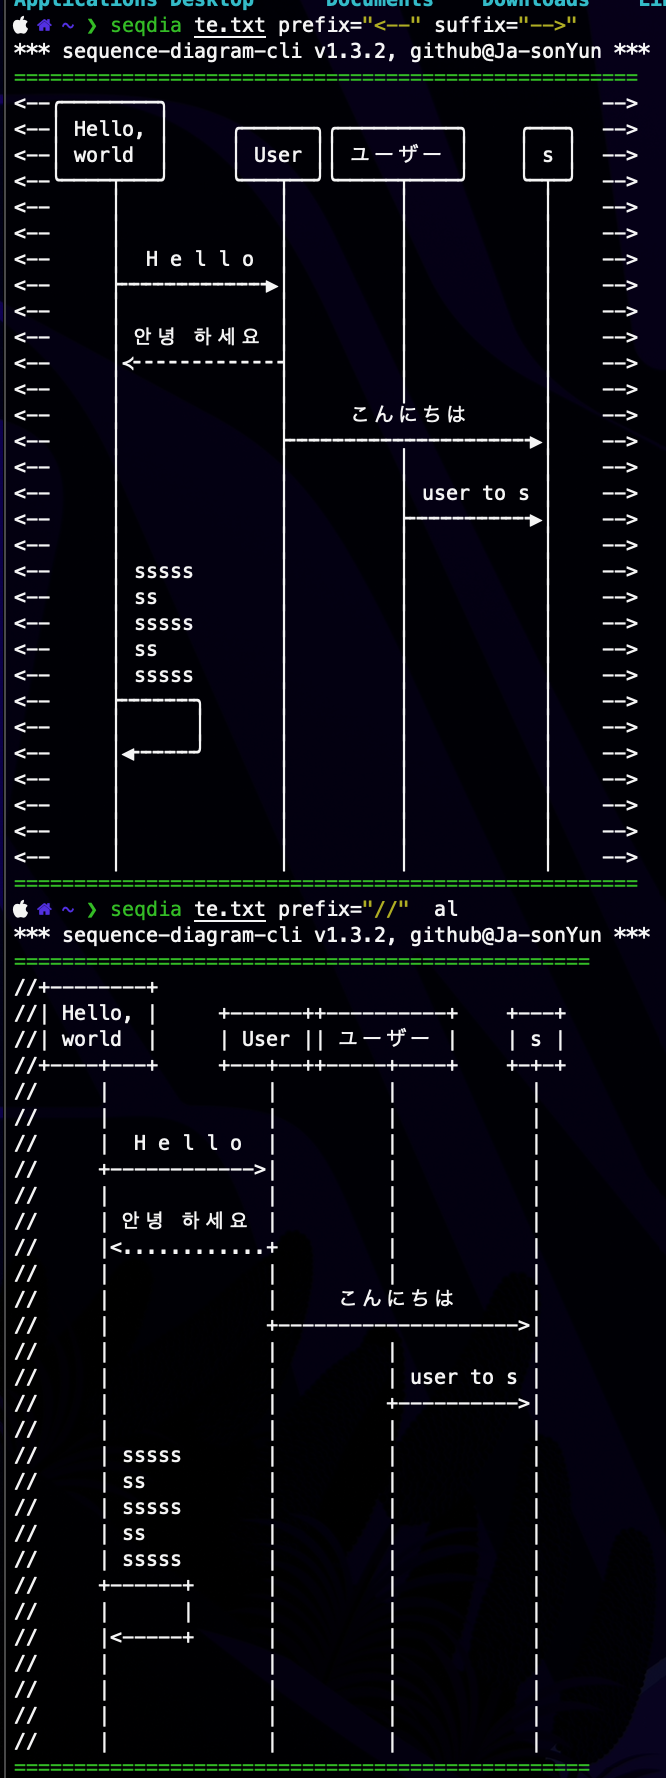 Applications Desktop Documents Downloads
~ ❯ seqdia te.txt prefix="<--" suffix="-->"
*** sequence-diagram-cli v1.3.2, github@Ja-sonYun ***
=====================================================
<-- -->
<-- Hello, -->
<-- world User ユーザー s -->
<-- -->
<-- -->
<-- -->
<-- H e l l o -->
<-- -->
<-- -->
<-- 안녕 하세요 -->
<-- -->
<-- -->
<-- こんにちは -->
<-- -->
<-- -->
<-- user to s -->
<-- -->
<-- -->
<-- sssss -->
<-- ss -->
<-- sssss -->
<-- ss -->
<-- sssss -->
<-- -->
<-- -->
<-- -->
<-- -->
<-- -->
<-- -->
<-- -->
=====================================================
~ ❯ seqdia te.txt prefix="//" al
*** sequence-diagram-cli v1.3.2, github@Ja-sonYun ***
=================================================
//+--------+
//| Hello, |     +------++----------+    +---+
//| world  |     | User || ユーザー |    | s |
//+----+---+     +---+--++-----+----+    +-+-+
//     |             |         |           |
//     |             |         |           |
//     |  H e l l o  |         |           |
//     +------------>|         |           |
//     |             |         |           |
//     | 안녕 하세요 |         |           |
//     |<............+         |           |
//     |             |         |           |
//     |             |     こんにちは      |
//     |             +-------------------->|
//     |             |         |           |
//     |             |         | user to s |
//     |             |         +---------->|
//     |             |         |           |
//     | sssss       |         |           |
//     | ss          |         |           |
//     | sssss       |         |           |
//     | ss          |         |           |
//     | sssss       |         |           |
//     +------+      |         |           |
//     |      |      |         |           |
//     |<-----+      |         |           |
//     |             |         |           |
//     |             |         |           |
//     |             |         |           |
//     |             |         |           |
=================================================